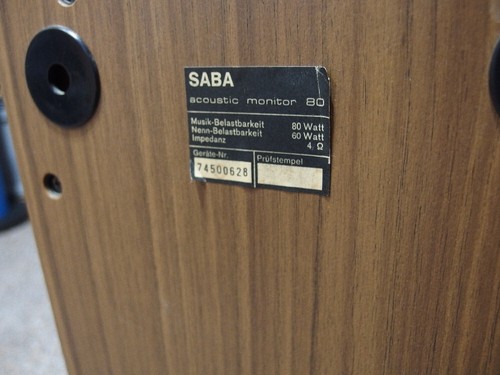 SABA
acoustic monitor 80
Musik-Belastbarkeit 80 Watt
Nenn-Belastbarkeit 60 Watt
Impedanz 4 Ω
Geräte-Nr. Prüfstempel
74500628